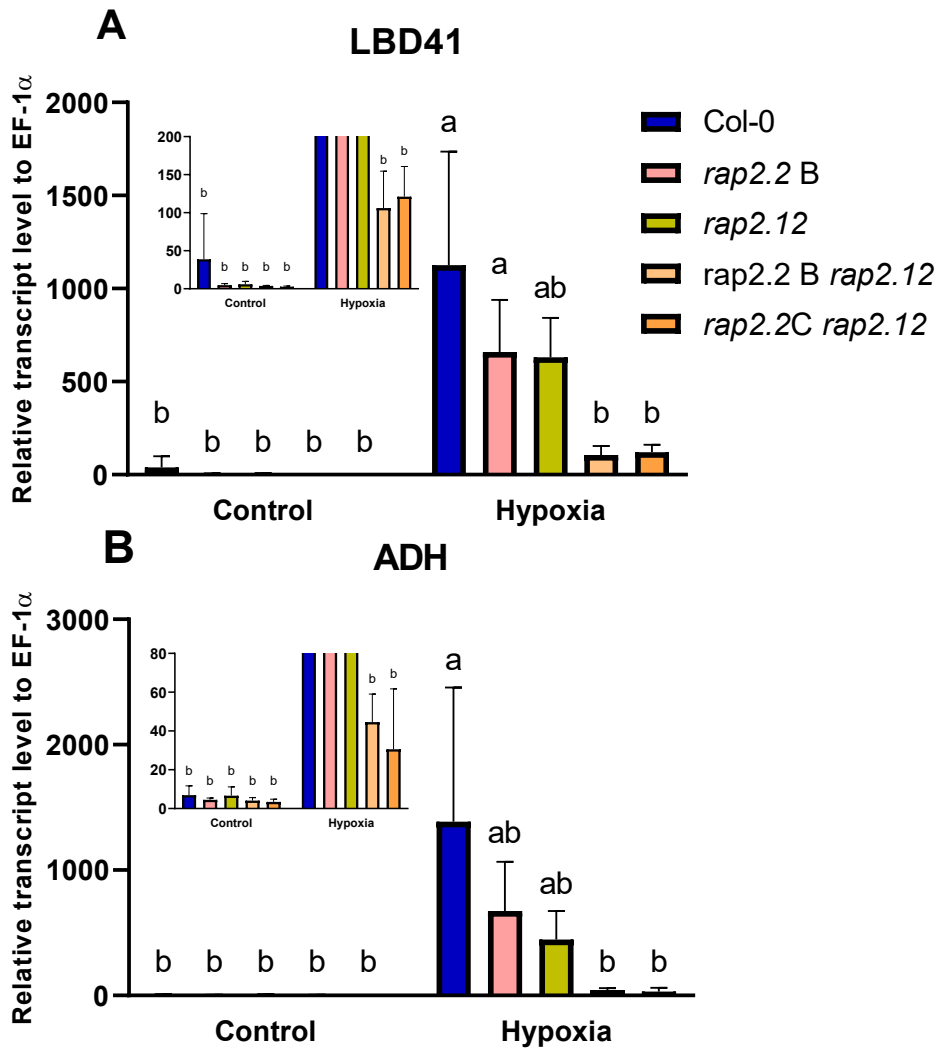 A
LBD41
Relative transcript level to EF-1α
2000
1500
1000
500
0
200
150
100
50
0
b
b b b b
b b
Control Hypoxia
a
a
ab
b b
b
b b b b
Control Hypoxia
Col-0
rap2.2 B
rap2.12
rap2.2 B rap2.12
rap2.2C rap2.12
B
ADH
Relative transcript level to EF-1α
3000
2000
1000
0
80
60
40
20
0
b b b b b
b b
Control Hypoxia
a
ab
ab
b b
b b b b b
Control Hypoxia